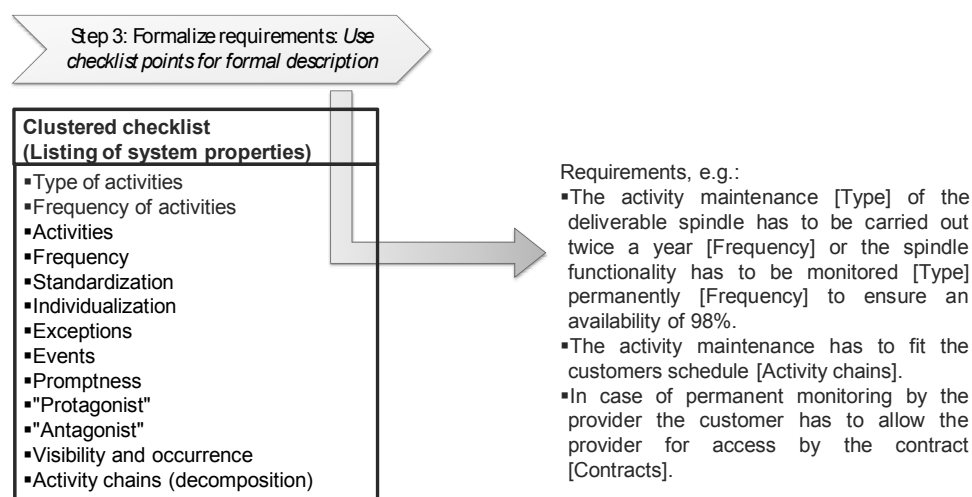 Step 3: Formalize requirements: Use
checklist points for formal description
Clustered checklist
(Listing of system properties)
▪Type of activities
▪Frequency of activities
▪Activities
▪Frequency
▪Standardization
▪Individualization
▪Exceptions
▪Events
▪Promptness
▪"Protagonist"
▪"Antagonist"
▪Visibility and occurrence
▪Activity chains (decomposition)
Requirements, e.g.:
▪The activity maintenance [Type] of the
deliverable spindle has to be carried out
twice a year [Frequency] or the spindle
functionality has to be monitored [Type]
permanently [Frequency] to ensure an
availability of 98%.
▪The activity maintenance has to fit the
customers schedule [Activity chains].
▪In case of permanent monitoring by the
provider the customer has to allow the
provider for access by the contract
[Contracts].